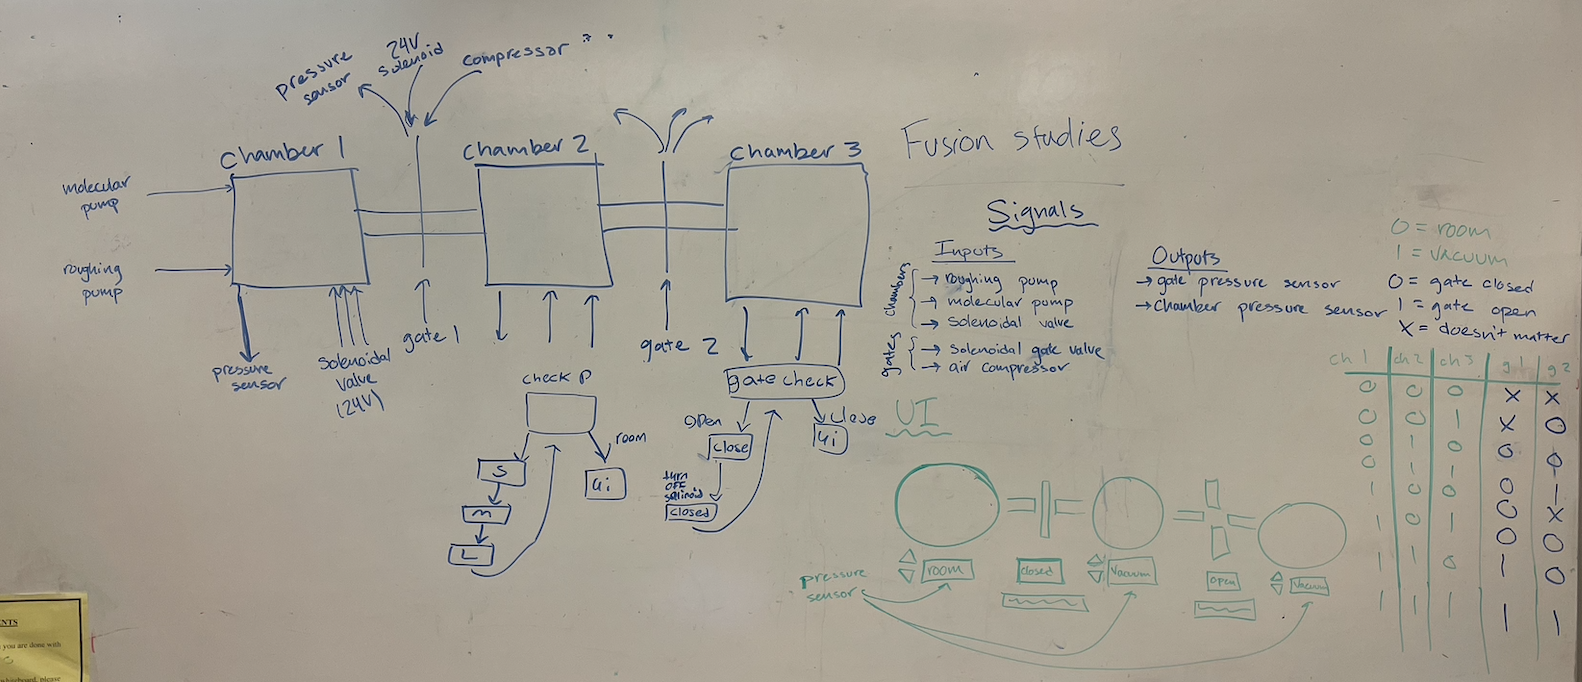 pressure
sensor
24V
solenoid
compressor
chamber 1
chamber 2
chamber 3
molecular
pump
roughing
pump
pressure
sensor
solenoidal
valve
(24V)
gate 1
gate 2
check P
room
S
m
L
ui
gate check
open
close
close
ui
turn
OFF
solinoid
closed
Fusion studies
Signals
Inputs
chambers
→ roughing pump
→ molecular pump
→ solenoidal valve
gates
→ solenoidal gate valve
→ air compressor
Outputs
→ gate pressure sensor
→ chamber pressure sensor
0 = room
1 = vacuum
0 = gate closed
1 = gate open
X = doesn't matter
ch 1 ch 2 ch 3 g 1 g 2
0 0 0 X X
0 0 1 X 0
0 1 0 0 0
0 1 1 0 1
1 0 0 0 X
1 0 1 0 0
1 1 0 1 0
1 1 1 1 1
UI
room
closed
vacuum
open
vacuum
pressure
sensors
you are done with
please